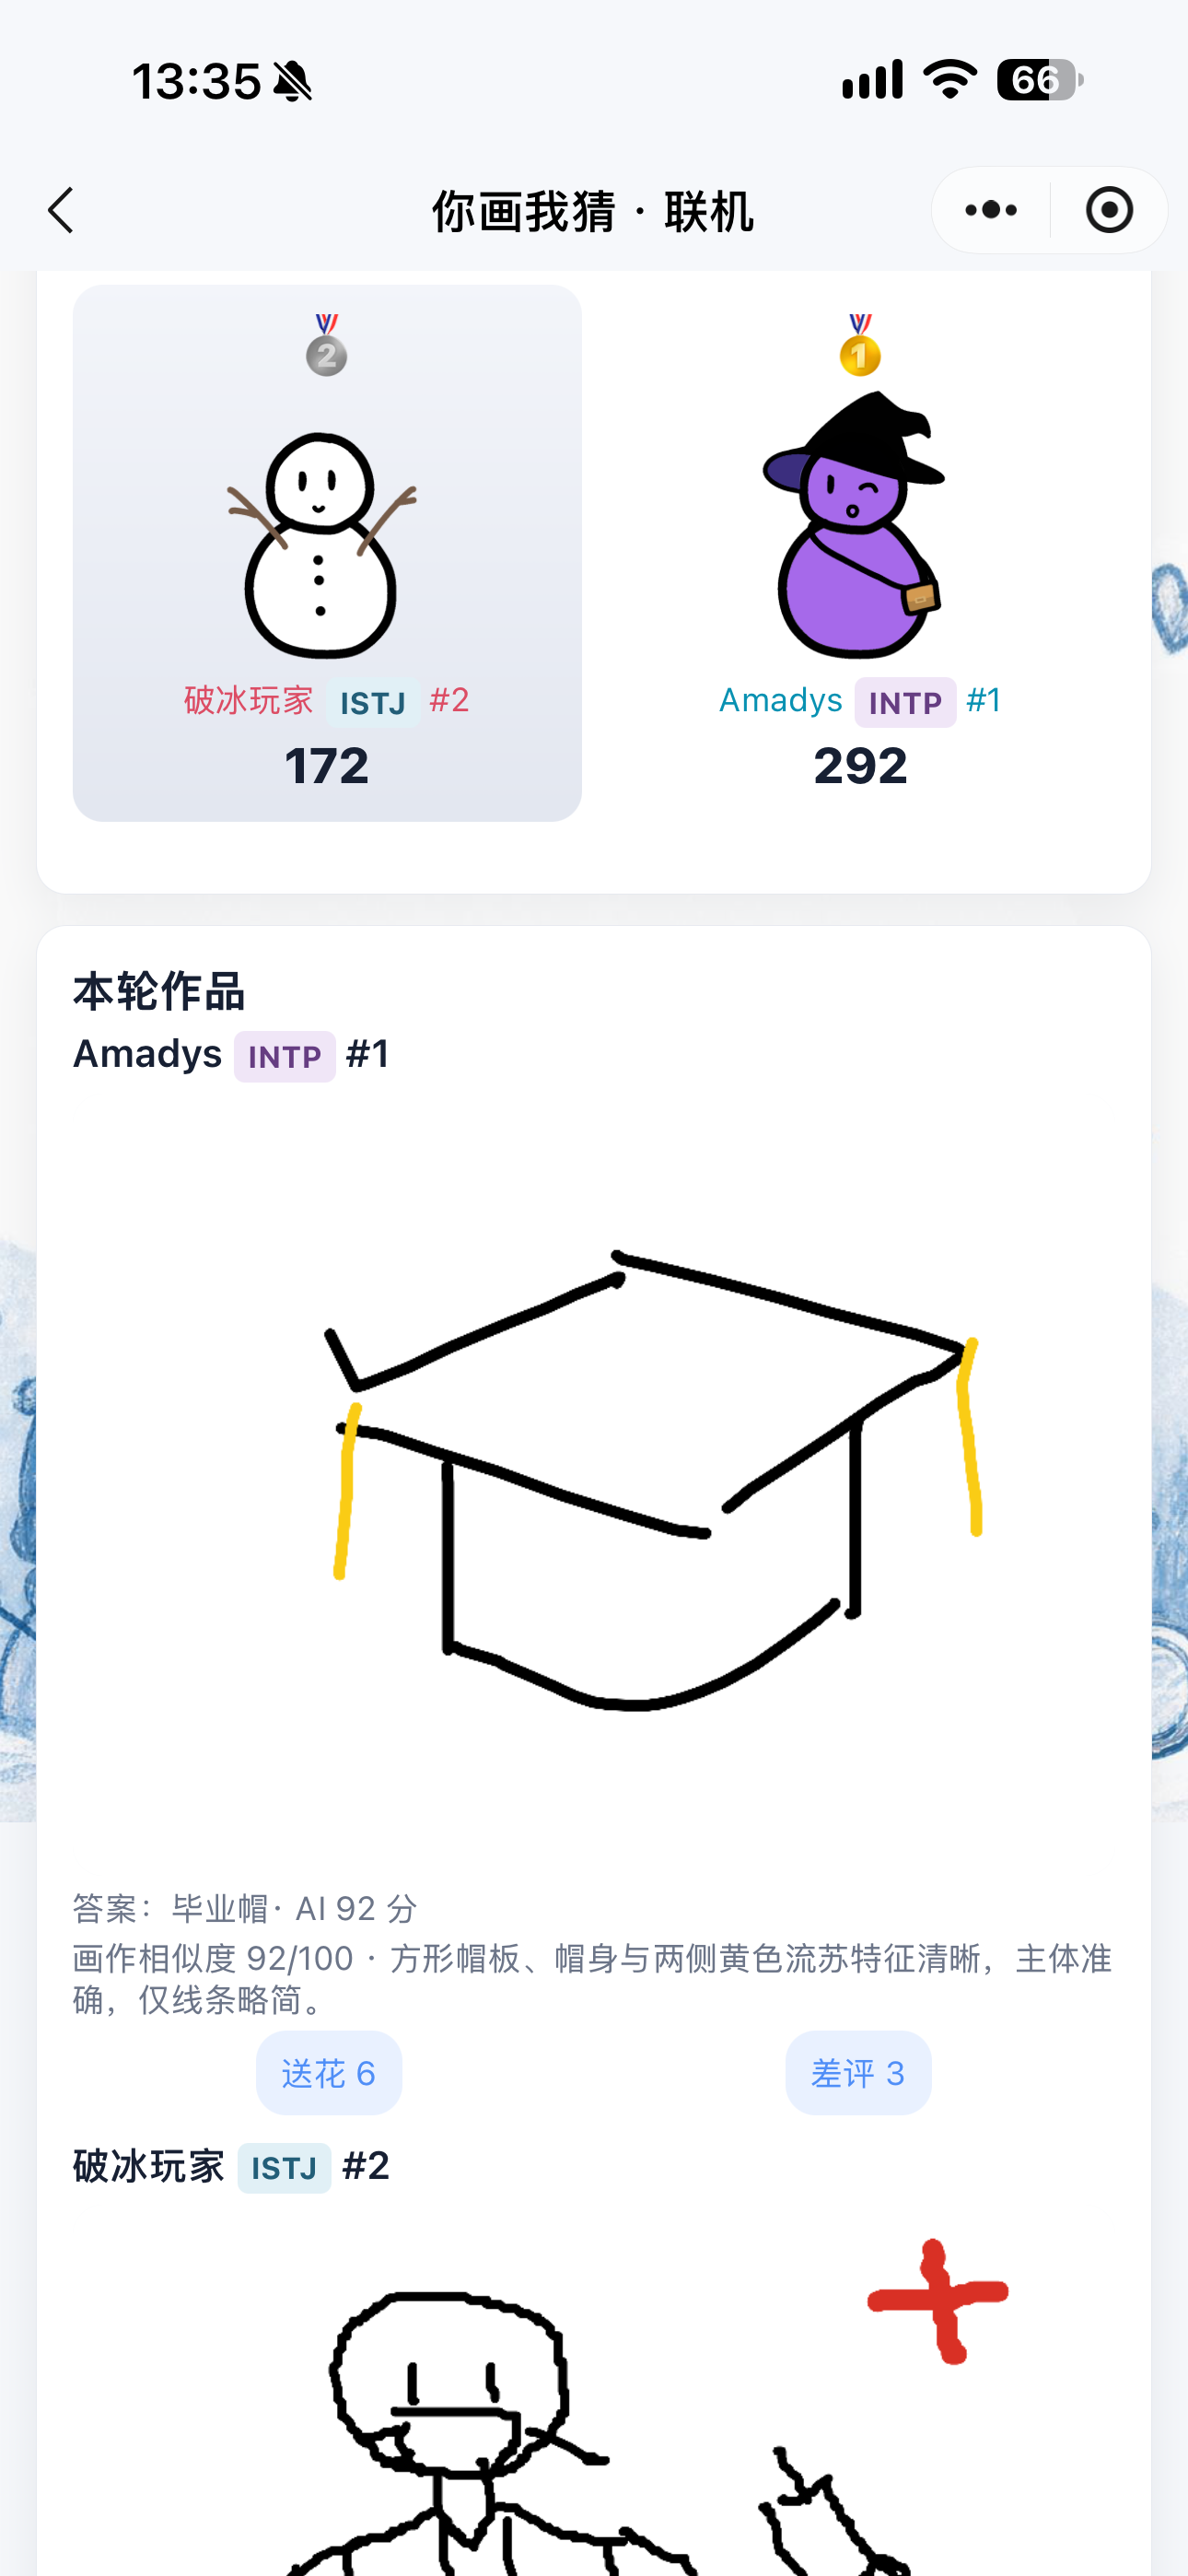 13:35
66
你画我猜 · 联机
2
1
破冰玩家 ISTJ #2
Amadys INTP #1
172
292
本轮作品
Amadys INTP #1
答案：毕业帽· AI 92 分
画作相似度 92/100 · 方形帽板、帽身与两侧黄色流苏特征清晰，主体准
确，仅线条略简。
送花 6
差评 3
破冰玩家 ISTJ #2